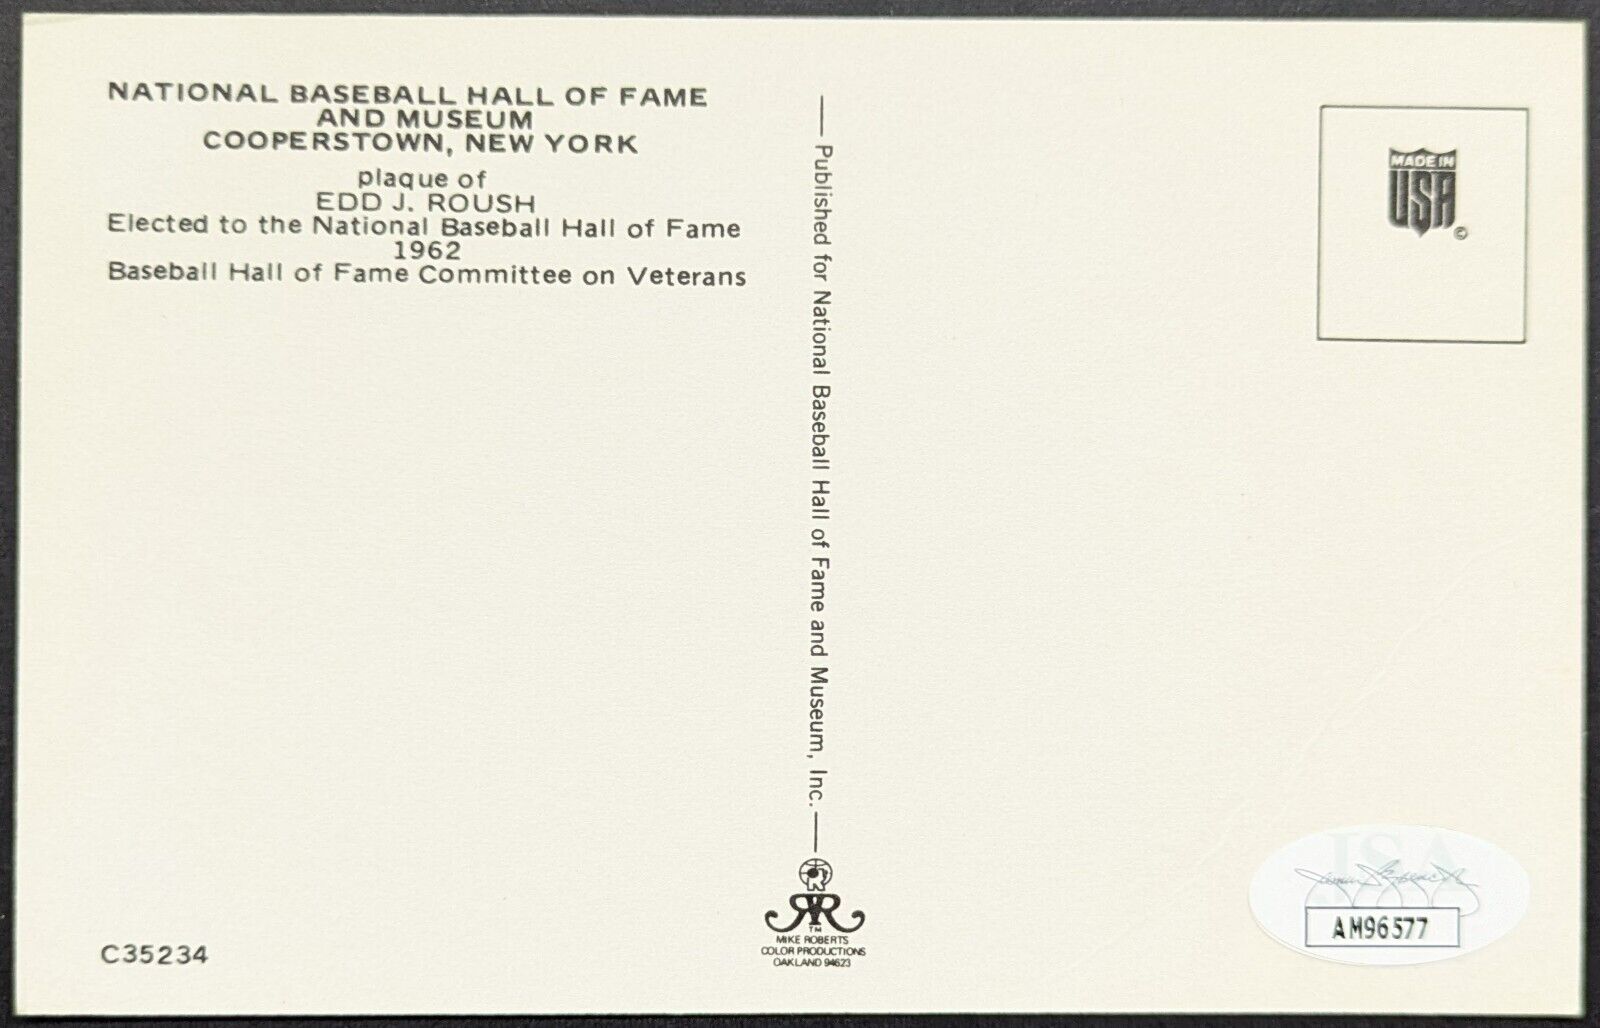 NATIONAL BASEBALL HALL OF FAME
AND MUSEUM
COOPERSTOWN, NEW YORK
plaque of
EDD J. ROUSH
Elected to the National Baseball Hall of Fame
1962
Baseball Hall of Fame Committee on Veterans
Published for National Baseball Hall of Fame and Museum, Inc.
MADE IN
USA
©
R
TM
MIKE ROBERTS
COLOR PRODUCTIONS
OAKLAND 94623
C35234
JSA
AM96577